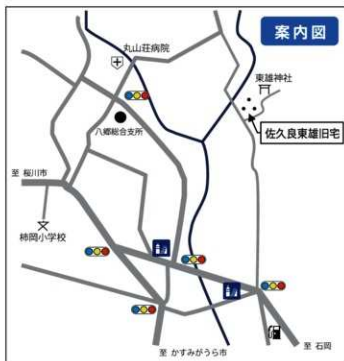 案内図
丸山荘病院
東雄神社
八郷総合支所
佐久良東雄旧宅
至 桜川市
柿岡小学校
至 石岡
至 かすみがうら市